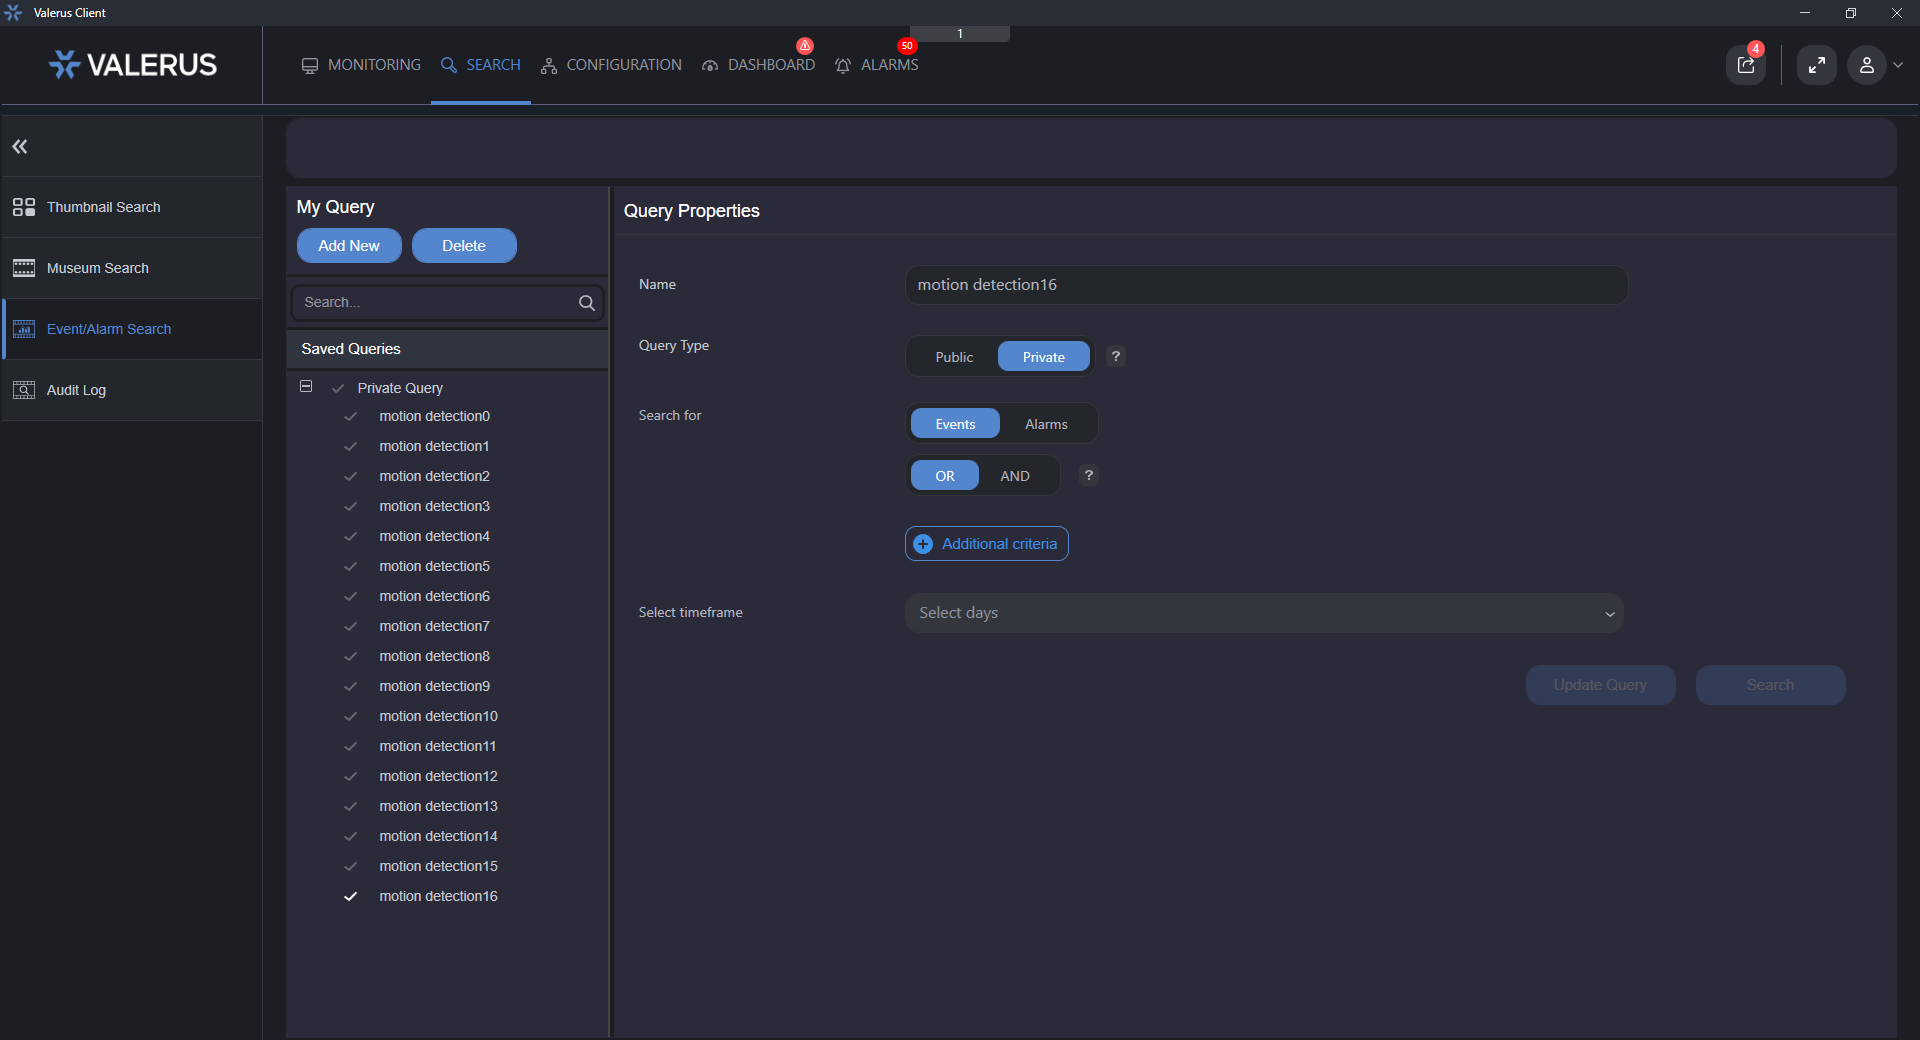 Valerus Client
VALERUS
MONITORING
SEARCH
CONFIGURATION
DASHBOARD
50
ALARMS
1
4
Thumbnail Search
Museum Search
Event/Alarm Search
Audit Log
My Query
Add New
Delete
Search...
Saved Queries
Private Query
motion detection0
motion detection1
motion detection2
motion detection3
motion detection4
motion detection5
motion detection6
motion detection7
motion detection8
motion detection9
motion detection10
motion detection11
motion detection12
motion detection13
motion detection14
motion detection15
motion detection16
Query Properties
Name
motion detection16
Query Type
Public
Private
?
Search for
Events
Alarms
OR
AND
?
Additional criteria
Select timeframe
Select days
Update Query
Search